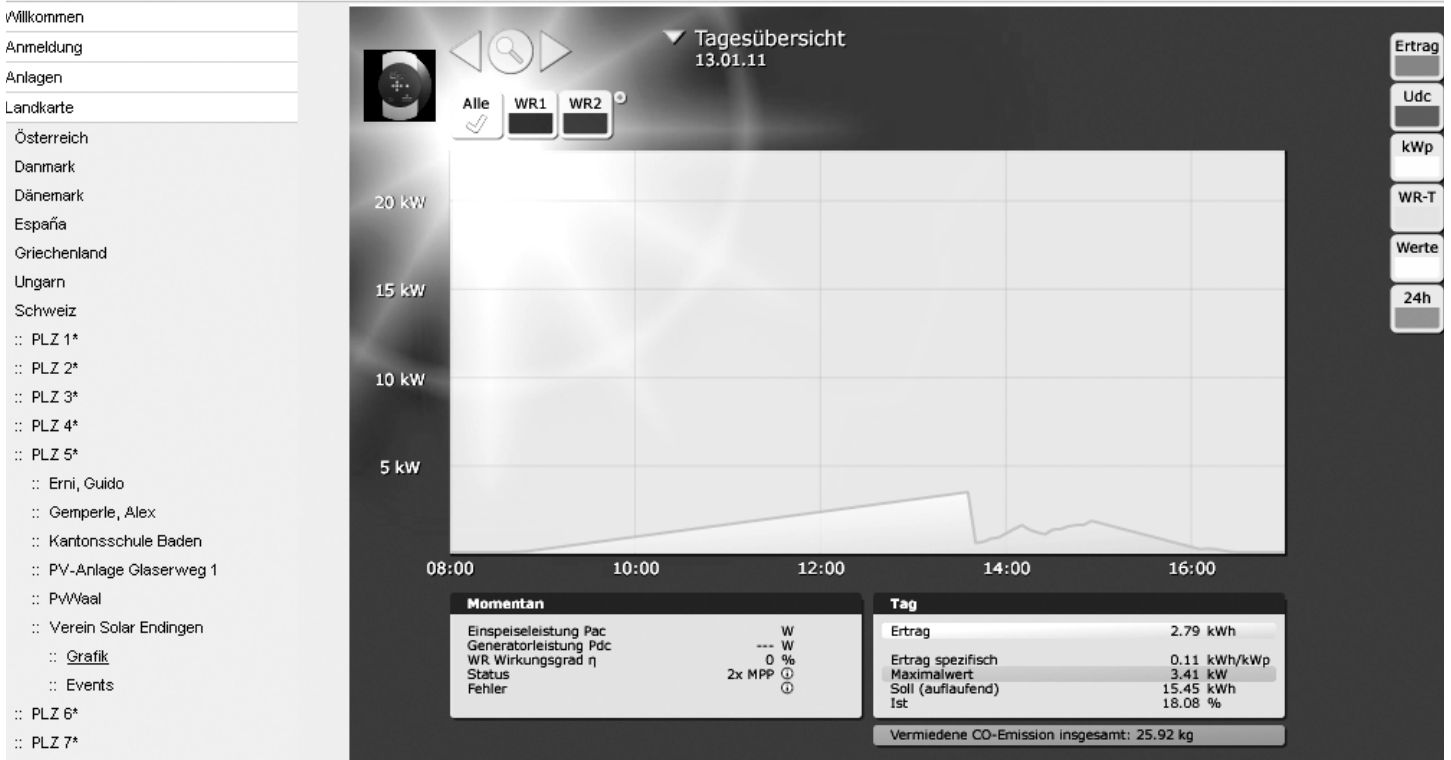 Willkommen
Anmeldung
Anlagen
Landkarte
Österreich
Danmark
Dänemark
España
Griechenland
Ungarn
Schweiz
:: PLZ 1*
:: PLZ 2*
:: PLZ 3*
:: PLZ 4*
:: PLZ 5*
:: Erni, Guido
:: Gemperle, Alex
:: Kantonsschule Baden
:: PV-Anlage Glaserweg 1
:: PvWaal
:: Verein Solar Endingen
:: Grafik
:: Events
:: PLZ 6*
:: PLZ 7*
Tagesübersicht
13.01.11
Alle WR1 WR2
20 kW
15 kW
10 kW
5 kW
08:00 10:00 12:00 14:00 16:00
Momentan
Einspeiseleistung Pac W
Generatorleistung Pdc --- W
WR Wirkungsgrad η 0 %
Status 2x MPP
Fehler
Tag
Ertrag 2.79 kWh
Ertrag spezifisch 0.11 kWh/kWp
Maximalwert 3.41 kW
Soll (auflaufend) 15.45 kWh
Ist 18.08 %
Vermiedene CO-Emission insgesamt: 25.92 kg
Ertrag
Udc
kWp
WR-T
Werte
24h